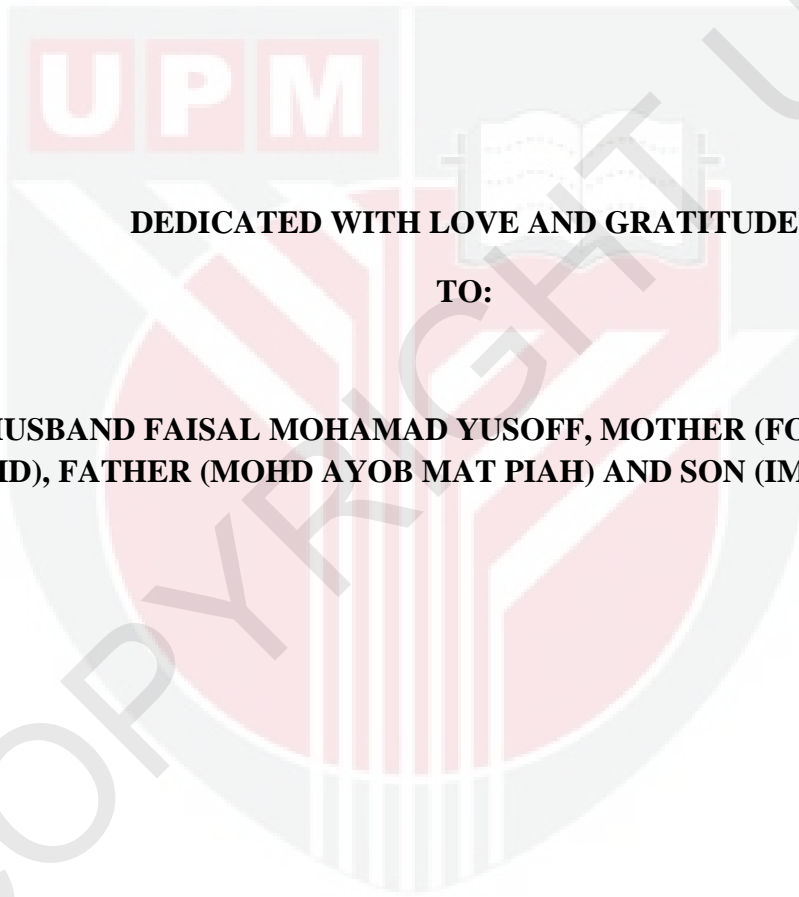 UPM
DEDICATED WITH LOVE AND GRATITUDE
TO:
HUSBAND FAISAL MOHAMAD YUSOFF, MOTHER
FATHER (MOHD AYOB MAT PIAH) AND SON
COPYRIGHT